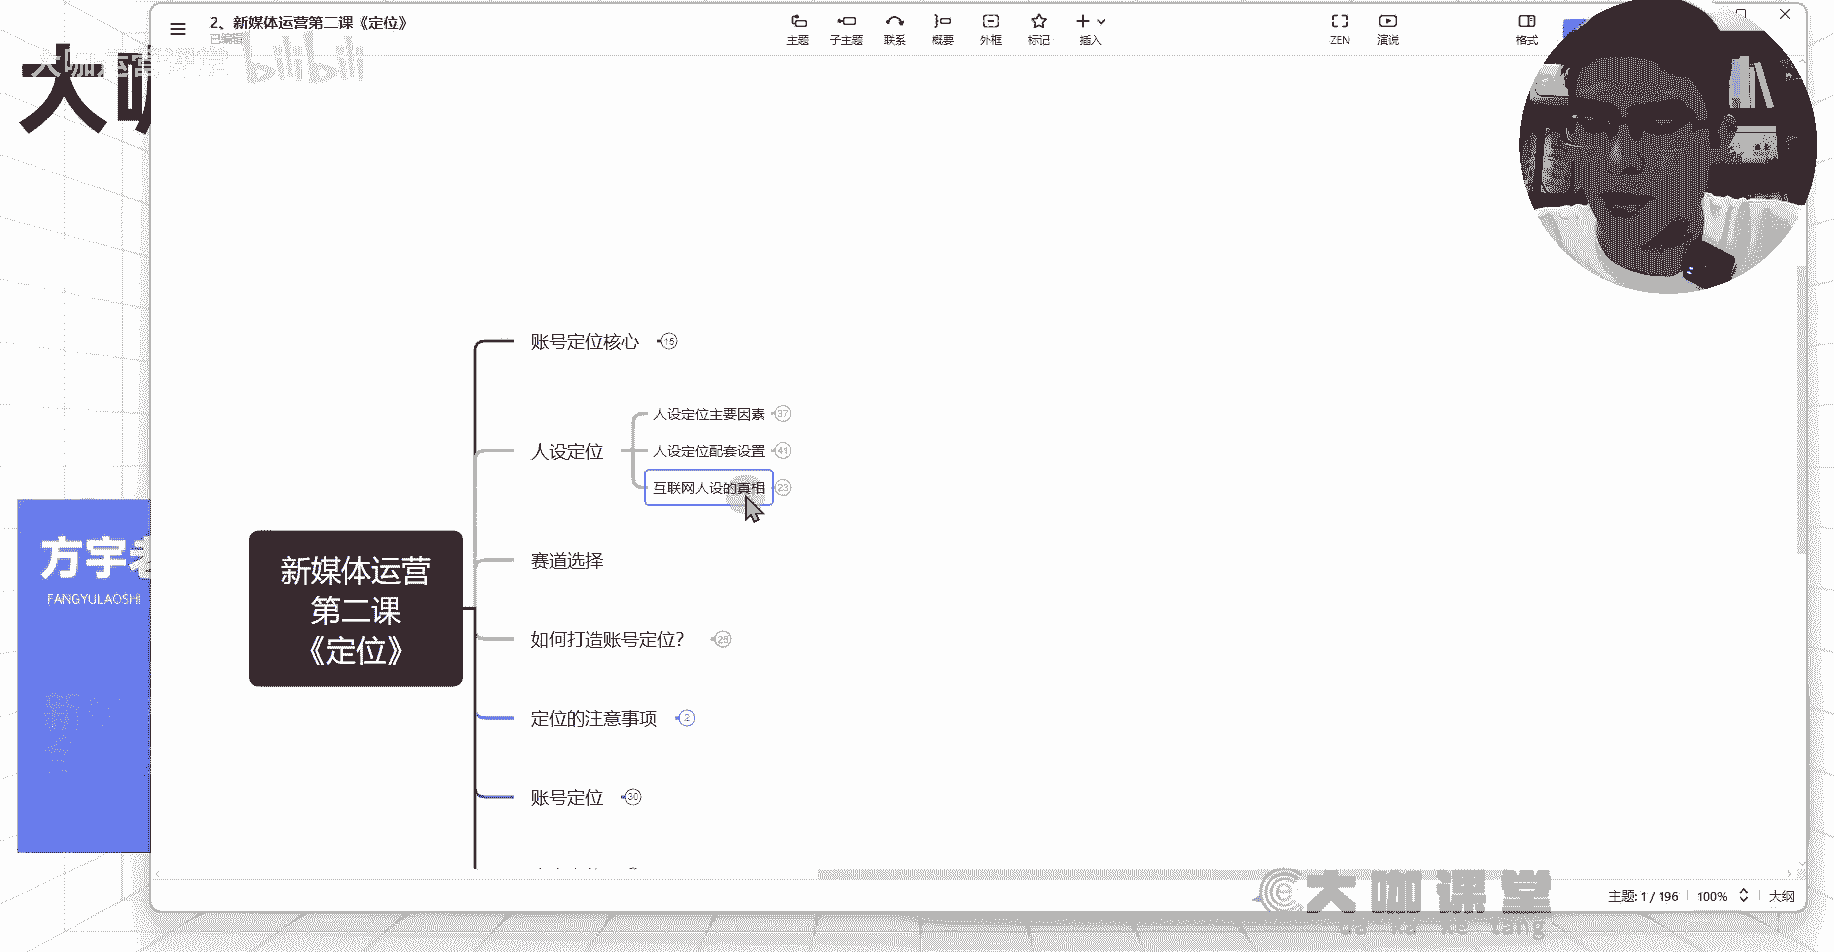 2、新媒体运营第二课《定位》
已编辑
主题
子主题
联系
概要
外框
标记
插入
ZEN
演说
格式
大咖运营课堂
bilibili
大
账号定位核心 15
人设定位主要因素 37
人设定位
人设定位配套设置 41
互联网人设的真相 23
新媒体运营
第二课
《定位》
赛道选择
如何打造账号定位？
定位的注意事项 2
账号定位 30
方宇老
FANGYULAOSHI
大咖课堂
da ka ke tang
主题: 1 / 196
100%
大纲